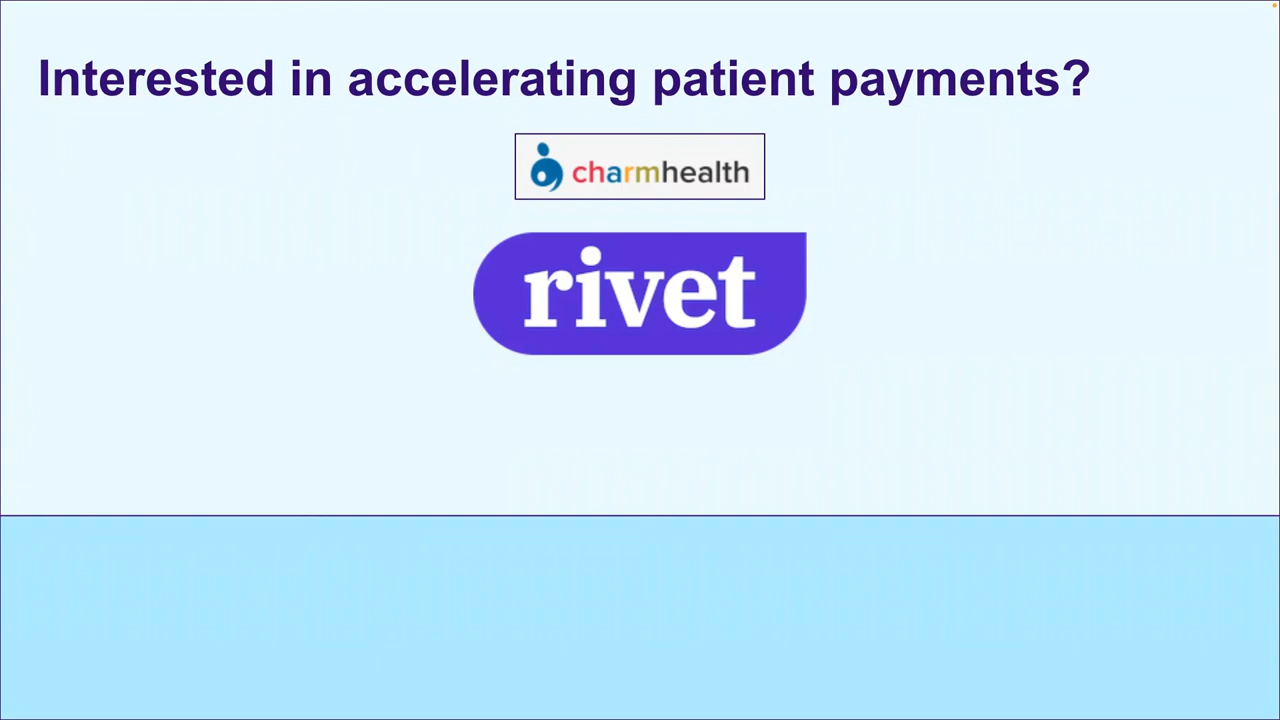 Interested in accelerating patient payments?
charmhealth
rivet